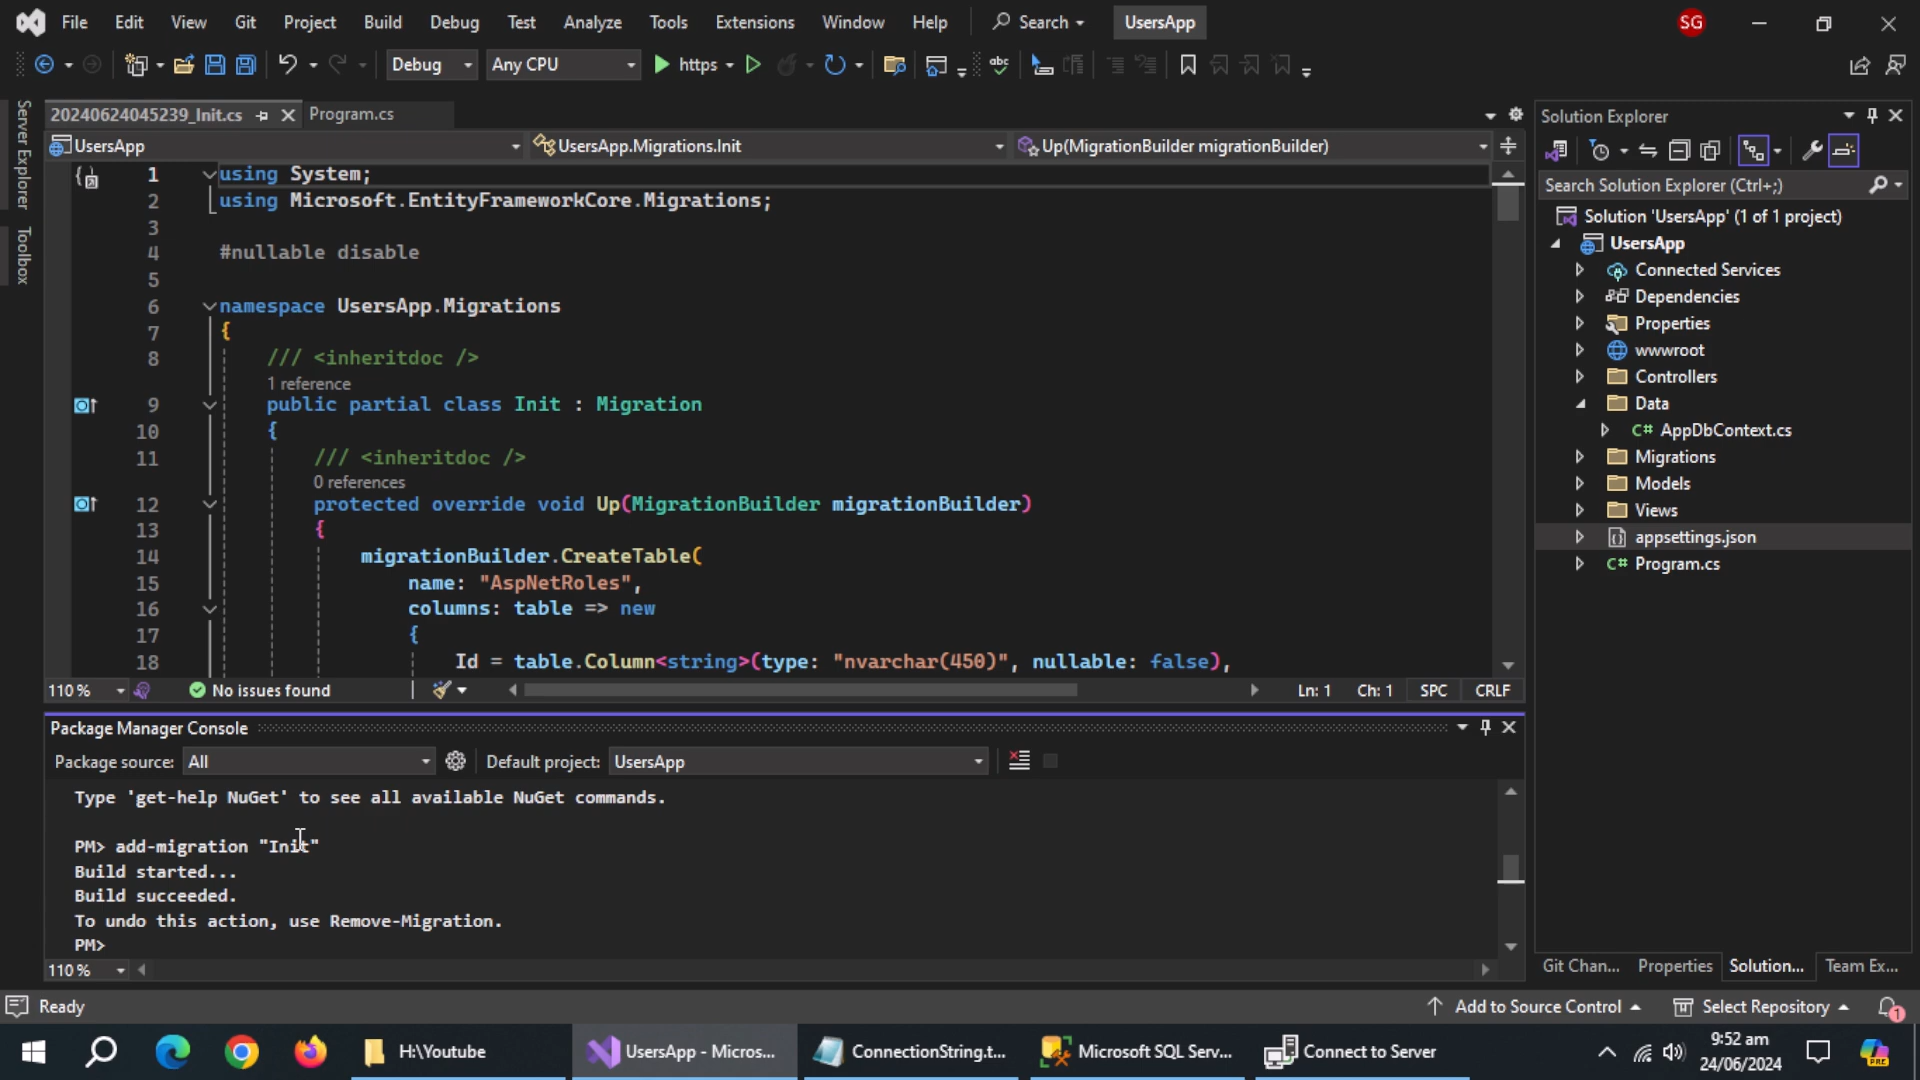 File Edit View Git Project Build Debug Test Analyze Tools Extensions Window Help Search UsersApp SG
Debug Any CPU https
Server Explorer
Toolbox
20240624045239_Init.cs Program.cs
UsersApp UsersApp.Migrations.Init Up(MigrationBuilder migrationBuilder)
1 using System;
2 using Microsoft.EntityFrameworkCore.Migrations;
3
4 #nullable disable
5
6 namespace UsersApp.Migrations
7 {
8 /// <inheritdoc />
1 reference
9 public partial class Init : Migration
10 {
11 /// <inheritdoc />
0 references
12 protected override void Up(MigrationBuilder migrationBuilder)
13 {
14 migrationBuilder.CreateTable(
15 name: "AspNetRoles",
16 columns: table => new
17 {
18 Id = table.Column<string>(type: "nvarchar(450)", nullable: false),
110 % No issues found Ln: 1 Ch: 1 SPC CRLF
Package Manager Console
Package source: All Default project: UsersApp
Type 'get-help NuGet' to see all available NuGet commands.
PM> add-migration "Init"
Build started...
Build succeeded.
To undo this action, use Remove-Migration.
PM>
110 %
Solution Explorer
Search Solution Explorer (Ctrl+;)
Solution 'UsersApp' (1 of 1 project)
UsersApp
Connected Services
Dependencies
Properties
wwwroot
Controllers
Data
C# AppDbContext.cs
Migrations
Models
Views
appsettings.json
C# Program.cs
Git Chan... Properties Solution... Team Ex...
Ready Add to Source Control Select Repository 1
H:\Youtube UsersApp - Micros... ConnectionString.t... Microsoft SQL Serv... Connect to Server
9:52 am
24/06/2024
PRE